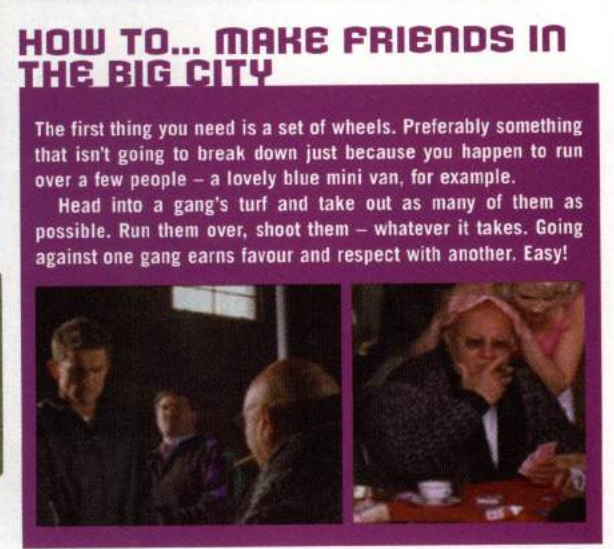 HOW TO... MAKE FRIENDS IN
THE BIG CITY
The first thing you need is a set of wheels. Preferably something
that isn't going to break down just because you happen to run
over a few people – a lovely blue mini van, for example.
Head into a gang's turf and take out as many of them as
possible. Run them over, shoot them – whatever it takes. Going
against one gang earns favour and respect with another. Easy!